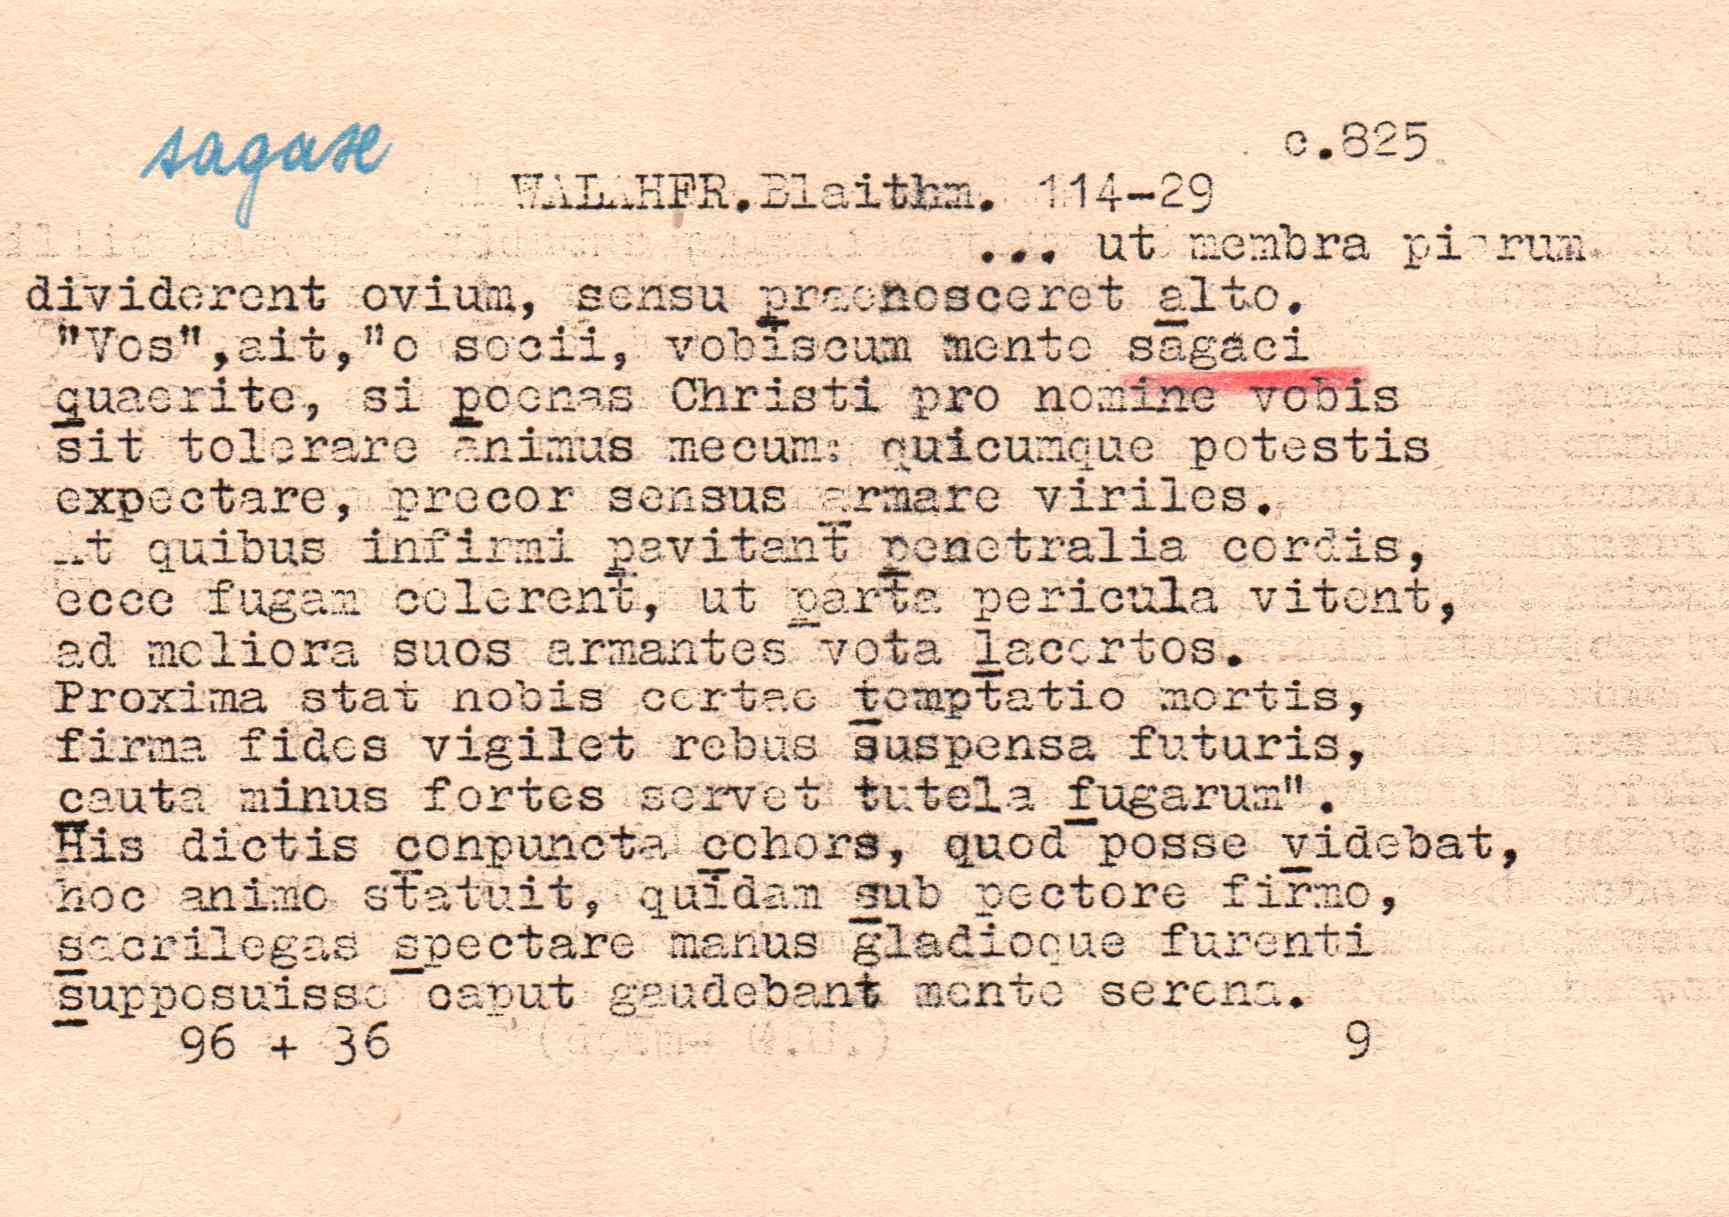 sagax
c.825
WALAHFR.Blaithm. 114-29
... ut membra piorum
dividerent ovium, sensu praenosceret alto.
"Vos",ait,"o socii, vobiscum mente sagaci
quaerite, si poenas Christi pro nomine vobis
sit tolerare animus mecum: quicumque potestis
expectare, precor sensus armare viriles.
At quibus infirmi pavitant penetralia cordis,
ecce fugam celerent, ut parta pericula vitent,
ad meliora suos armantes vota lacertos.
Proxima stat nobis certae temptatio mortis,
firma fides vigilet rebus suspensa futuris,
cauta minus fortes servet tutela fugarum".
His dictis conpuncta cohors, quod posse videbat,
hoc animo statuit, quidam sub pectore firmo,
sacrilegas spectare manus gladioque furenti
supposuisse caput gaudebant mente serena.
96 + 36 9